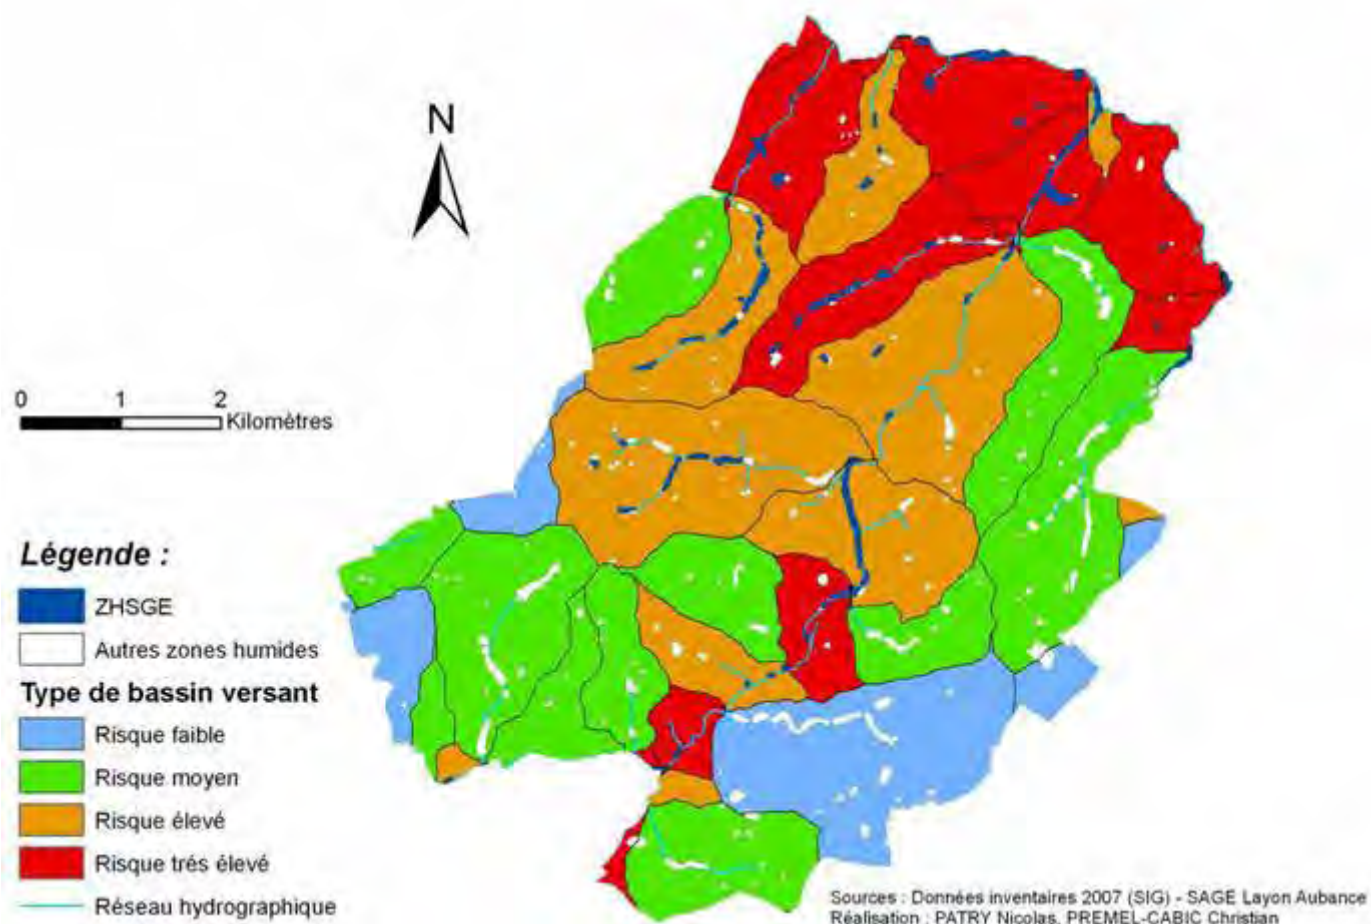 N
0 1 2
Kilomètres
Légende :
ZHSGE
Autres zones humides
Type de bassin versant
Risque faible
Risque moyen
Risque élevé
Risque trés élevé
Réseau hydrographique
Sources : Données inventaires 2007 (SIG) - SAGE Layon Aubance
Réalisation : PATRY Nicolas, PREMEL-CABIC Christian